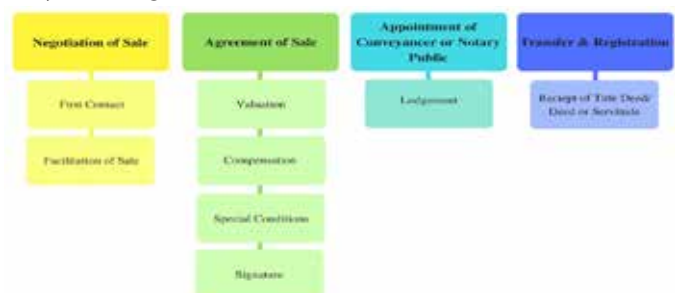 Negotiation of Sale
First Contact
Facilitation of Sale
Agreement of Sale
Valuation
Compensation
Special Conditions
Signature
Appointment of
Conveyancer or Notary
Public
Lodgement
Transfer & Registration
Receipt of Title Deed/
Deed or Servitude